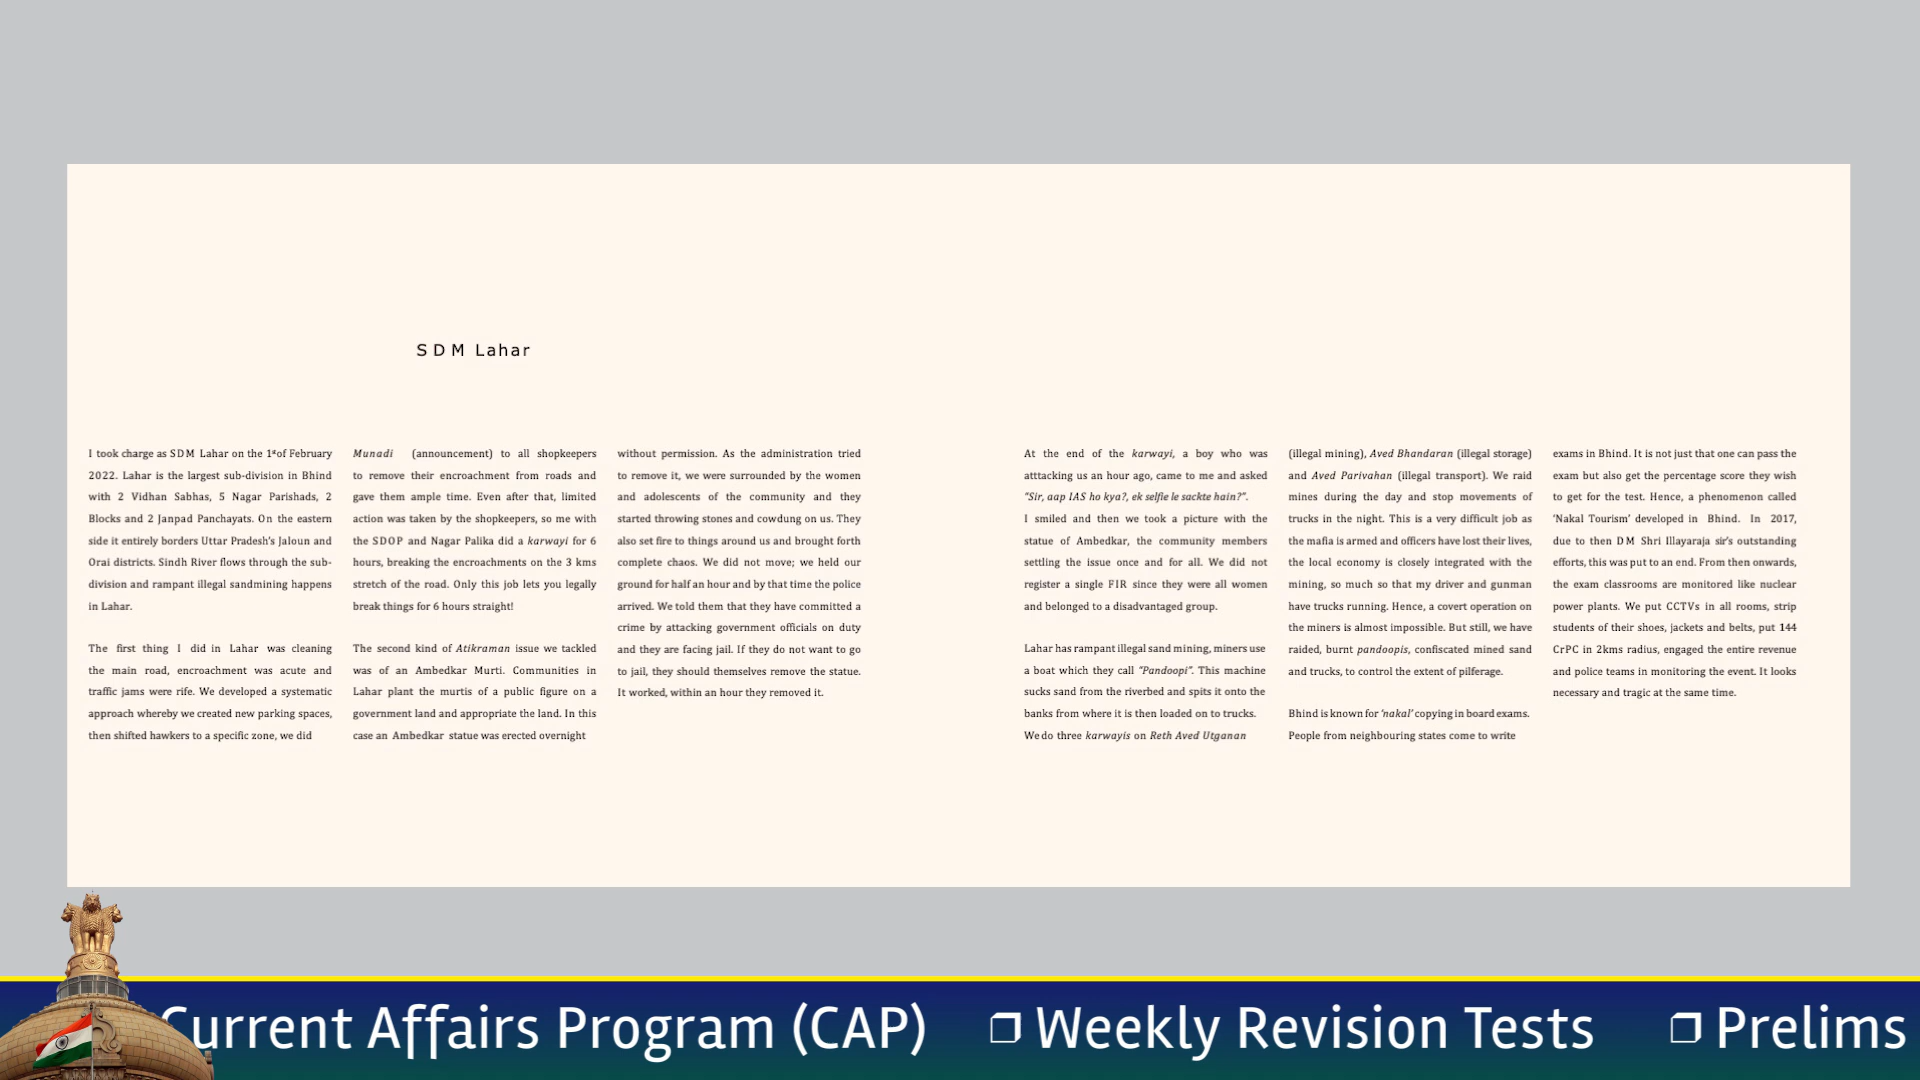 SDM Lahar
I took charge as SDM Lahar on the 1st of February
2022. Lahar is the largest sub-division in Bhind
with 2 Vidhan Sabhas, 5 Nagar Parishads, 2
Blocks and 2 Janpad Panchayats. On the eastern
side it entirely borders Uttar Pradesh's Jaloun and
Orai districts. Sindh River flows through the sub-
division and rampant illegal sandmining happens
in Lahar.
The first thing I did in Lahar was cleaning
the main road, encroachment was acute and
traffic jams were rife. We developed a systematic
approach whereby we created new parking spaces,
then shifted hawkers to a specific zone, we did
Munadi (announcement) to all shopkeepers
to remove their encroachment from roads and
gave them ample time. Even after that, limited
action was taken by the shopkeepers, so me with
the SDOP and Nagar Palika did a karwayi for 6
hours, breaking the encroachments on the 3 kms
stretch of the road. Only this job lets you legally
break things for 6 hours straight!
The second kind of Atikraman issue we tackled
was of an Ambedkar Murti. Communities in
Lahar plant the murtis of a public figure on a
government land and appropriate the land. In this
case an Ambedkar statue was erected overnight
without permission. As the administration tried
to remove it, we were surrounded by the women
and adolescents of the community and they
started throwing stones and cowdung on us. They
also set fire to things around us and brought forth
complete chaos. We did not move; we held our
ground for half an hour and by that time the police
arrived. We told them that they have committed a
crime by attacking government officials on duty
and they are facing jail. If they do not want to go
to jail, they should themselves remove the statue.
It worked, within an hour they removed it.
At the end of the karwayi, a boy who was
atttacking us an hour ago, came to me and asked
"Sir, aap IAS ho kya?, ek selfie le sackte hain?".
I smiled and then we took a picture with the
statue of Ambedkar, the community members
settling the issue once and for all. We did not
register a single FIR since they were all women
and belonged to a disadvantaged group.
Lahar has rampant illegal sand mining, miners use
a boat which they call "Pandoopi". This machine
sucks sand from the riverbed and spits it onto the
banks from where it is then loaded on to trucks.
We do three karwayis on Reth Aved Utganan
(illegal mining), Aved Bhandaran (illegal storage)
and Aved Parivahan (illegal transport). We raid
mines during the day and stop movements of
trucks in the night. This is a very difficult job as
the mafia is armed and officers have lost their lives,
the local economy is closely integrated with the
mining, so much so that my driver and gunman
have trucks running. Hence, a covert operation on
the miners is almost impossible. But still, we have
raided, burnt pandoopis, confiscated mined sand
and trucks, to control the extent of pilferage.
Bhind is known for 'nakal' copying in board exams.
People from neighbouring states come to write
exams in Bhind. It is not just that one can pass the
exam but also get the percentage score they wish
to get for the test. Hence, a phenomenon called
'Nakal Tourism' developed in Bhind. In 2017,
due to then DM Shri Illayaraja sir's outstanding
efforts, this was put to an end. From then onwards,
the exam classrooms are monitored like nuclear
power plants. We put CCTVs in all rooms, strip
students of their shoes, jackets and belts, put 144
CrPC in 2kms radius, engaged the entire revenue
and police teams in monitoring the event. It looks
necessary and tragic at the same time.
Current Affairs Program (CAP) ❐ Weekly Revision Tests ❐ Prelims